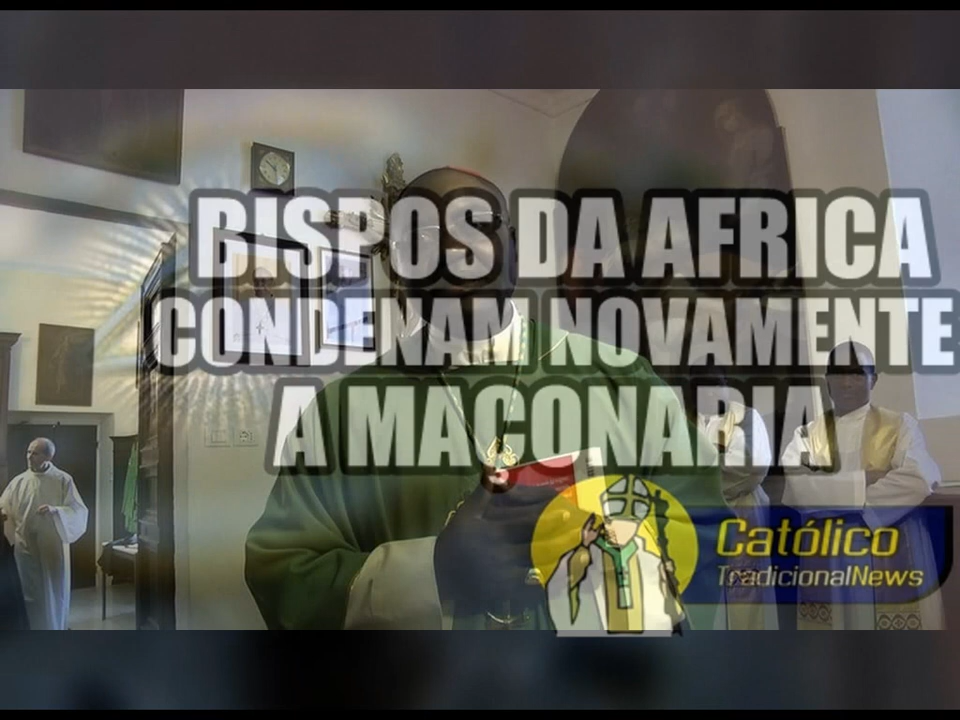 BISPOS DA AFRICA
CONDENAM NOVAMENTE
A MACONARIA
Católico
TradicionalNews